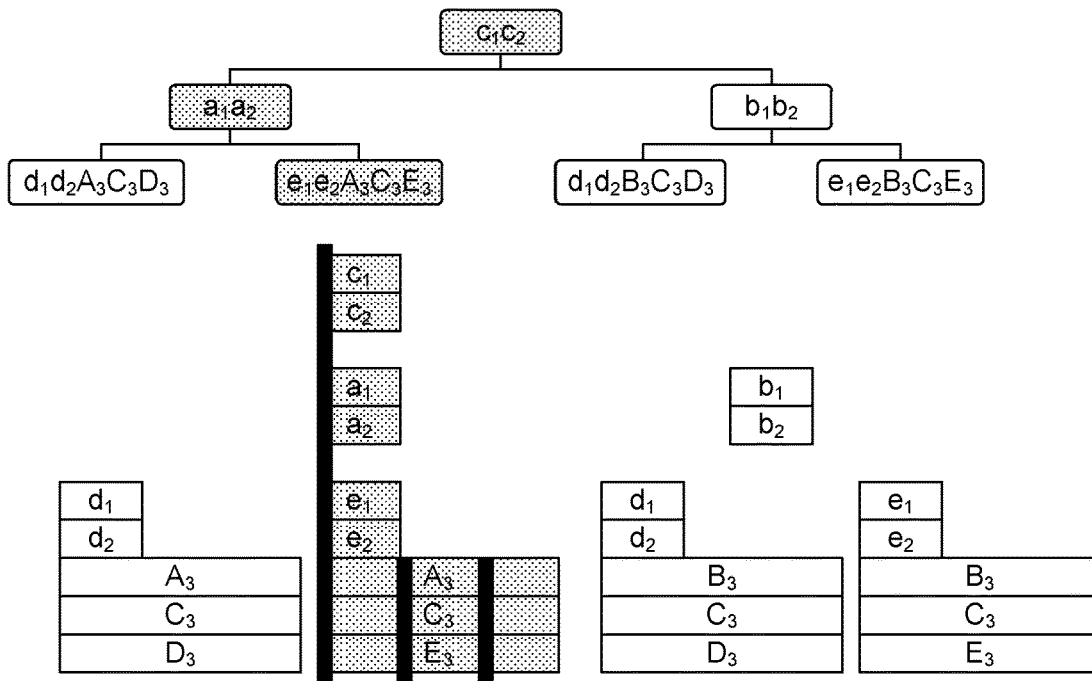 c₁c₂
a₁a₂ b₁b₂
d₁d₂A₃C₃D₃ e₁e₂A₃C₃E₃ d₁d₂B₃C₃D₃ e₁e₂B₃C₃E₃
c₁
c₂
a₁ b₁
a₂ b₂
d₁ e₁ d₁ e₁
d₂ e₂ d₂ e₂
A₃ A₃ B₃ B₃
C₃ C₃ C₃ C₃
D₃ E₃ D₃ E₃